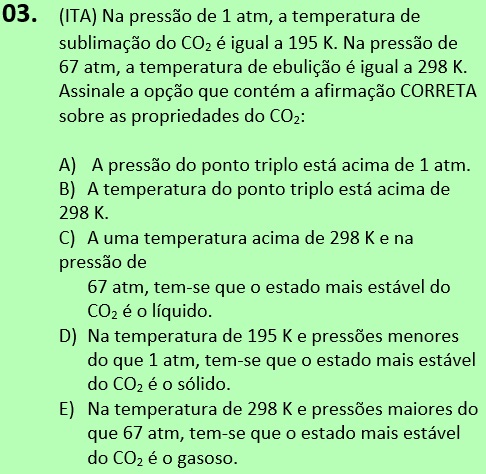 03. (ITA) Na pressão de 1 atm, a temperatura de
sublimação do CO₂ é igual a 195 K. Na pressão de
67 atm, a temperatura de ebulição é igual a 298 K.
Assinale a opção que contém a afirmação CORRETA
sobre as propriedades do CO₂:
A) A pressão do ponto triplo está acima de 1 atm.
B) A temperatura do ponto triplo está acima de
298 K.
C) A uma temperatura acima de 298 K e na
pressão de
67 atm, tem-se que o estado mais estável do
CO₂ é o líquido.
D) Na temperatura de 195 K e pressões menores
do que 1 atm, tem-se que o estado mais estável
do CO₂ é o sólido.
E) Na temperatura de 298 K e pressões maiores do
que 67 atm, tem-se que o estado mais estável
do CO₂ é o gasoso.